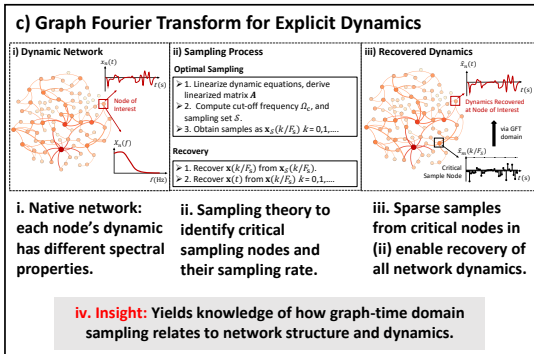 c) Graph Fourier Transform for Explicit Dynamics
i) Dynamic Network
xₙ(t)
t(s)
Node of
Interest
Xₙ(f)
f(Hz)
ii) Sampling Process
Optimal Sampling
➢ 1. Linearize dynamic equations, derive
linearized matrix A
➢ 2. Compute cut-off frequency Ω_c, and
sampling set 𝒮.
➢ 3. Obtain samples as x_𝒮(k/F_s) k = 0,1,....
Recovery
➢ 1. Recover x(k/F_s) from x_𝒮(k/F_s).
➢ 2. Recover x(t) from x(k/F_s) k=0,1,....
iii) Recovered Dynamics
x̃ₙ(t)
t(s)
Dynamics Recovered
at Node of Interest
via GFT
domain
x̃ₘ(k/F_s)
Critical
Sample Node
t(s)
i. Native network:
each node's dynamic
has different spectral
properties.
ii. Sampling theory to
identify critical
sampling nodes and
their sampling rate.
iii. Sparse samples
from critical nodes in
(ii) enable recovery of
all network dynamics.
iv. Insight: Yields knowledge of how graph-time domain
sampling relates to network structure and dynamics.